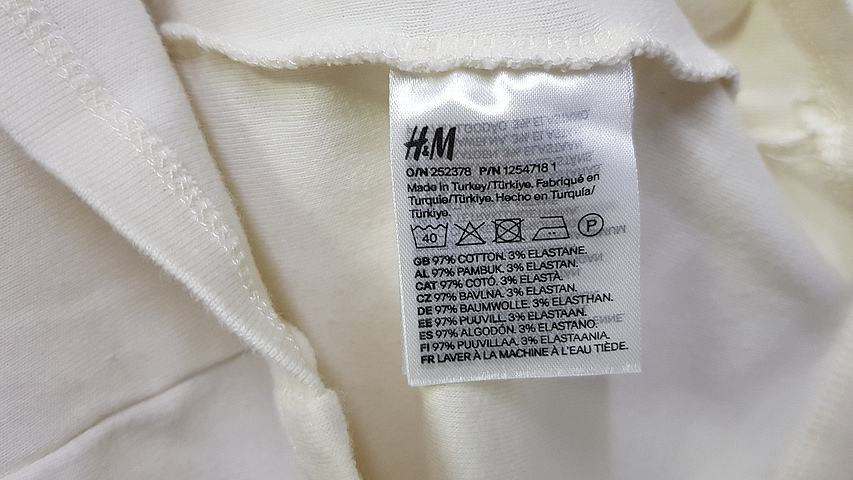 H&M
O/N 252378 P/N 1254718 1
Made in Turkey/Türkiye. Fabriqué en
Turquie/Türkiye. Hecho en Turquía/
Türkiye.
40 P
GB 97% COTTON. 3% ELASTANE.
AL 97% PAMBUK. 3% ELASTAN.
CAT 97% COTÓ. 3% ELASTÀ.
CZ 97% BAVLNA. 3% ELASTAN.
DE 97% BAUMWOLLE. 3% ELASTHAN.
EE 97% PUUVILL. 3% ELASTAAN.
ES 97% ALGODÓN. 3% ELASTANO.
FI 97% PUUVILLAA. 3% ELASTAANIA.
FR LAVER À LA MACHINE À L'EAU TIÈDE.